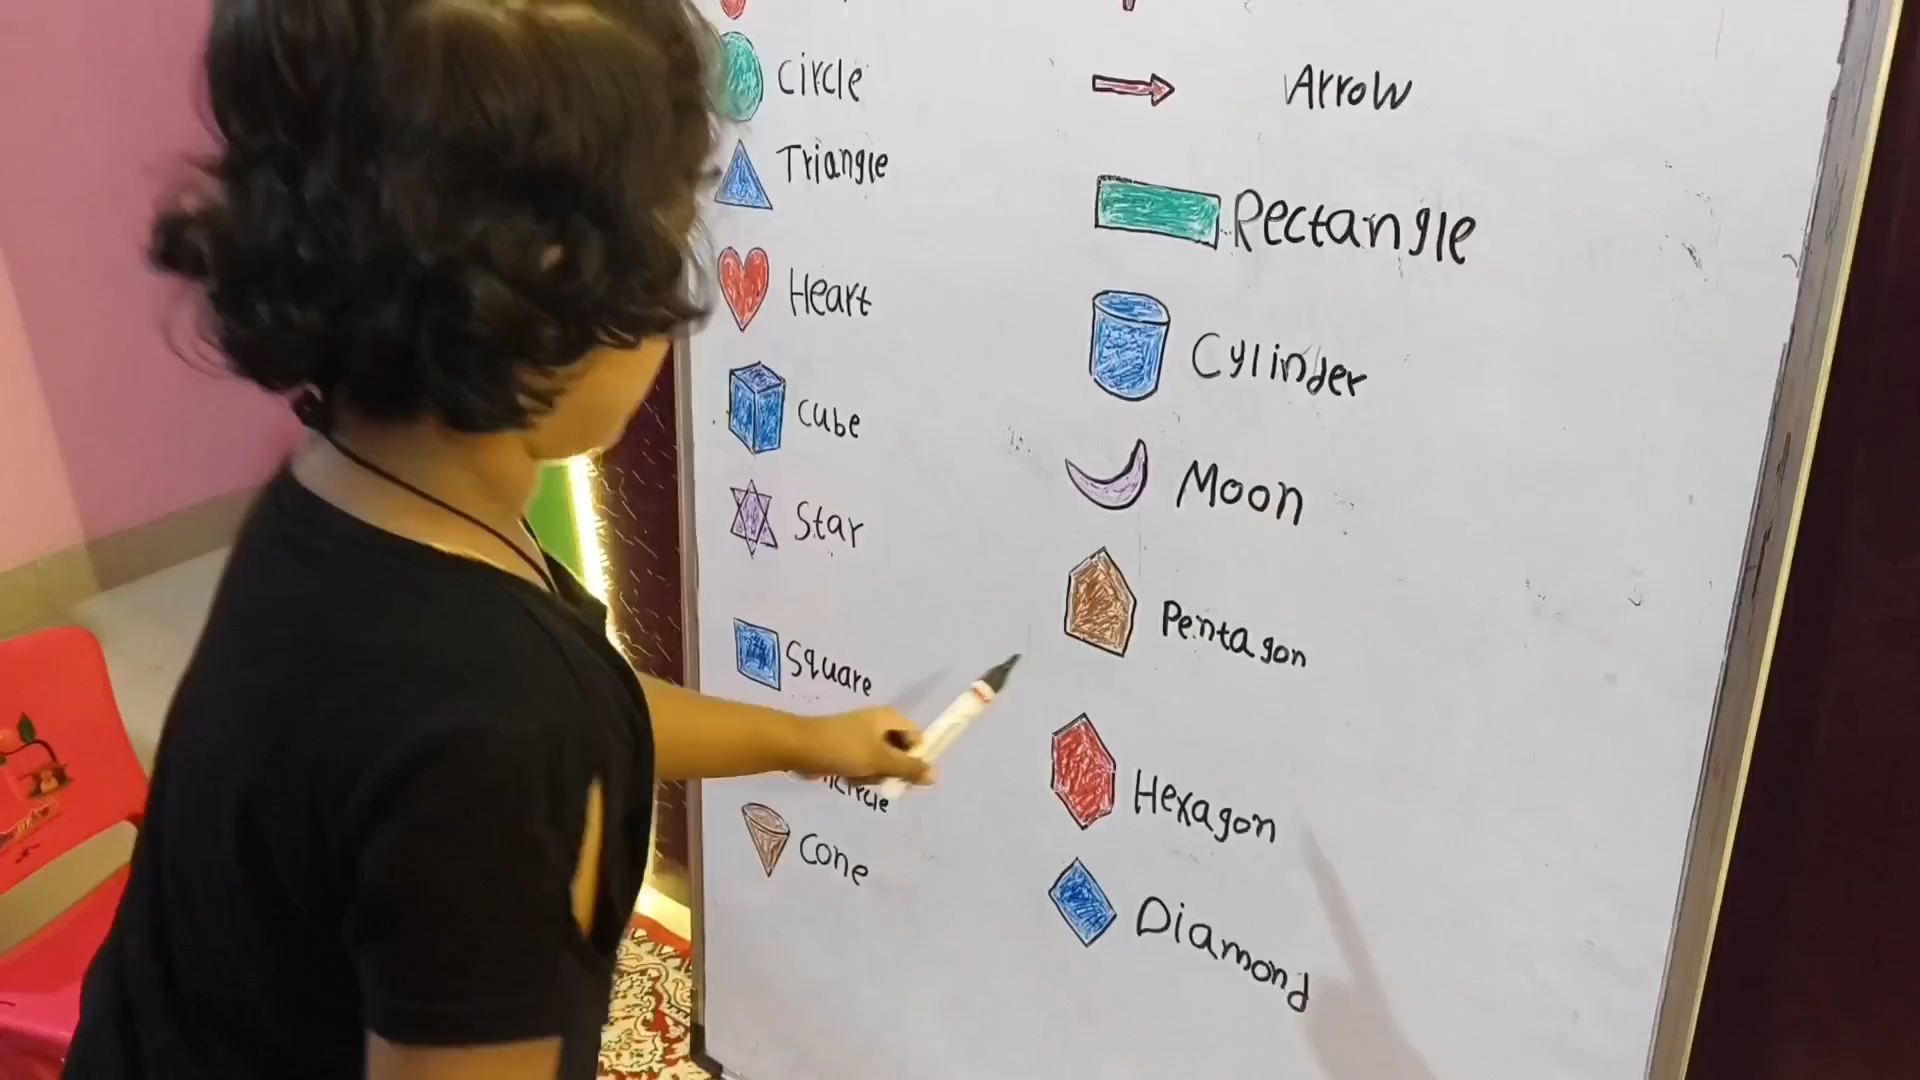 Circle
Triangle
Heart
Cube
Star
Square
Cone
Arrow
Rectangle
Cylinder
Moon
Pentagon
Hexagon
Diamond